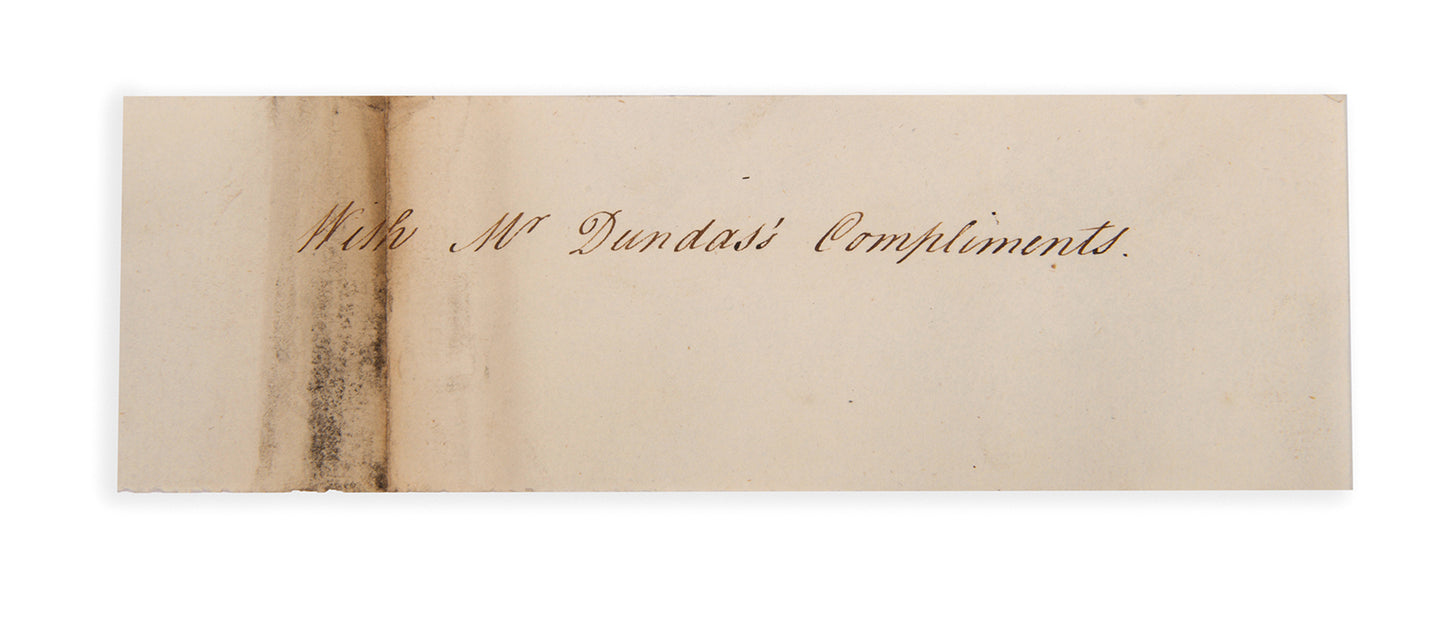 With Mr Dundas's Compliments.